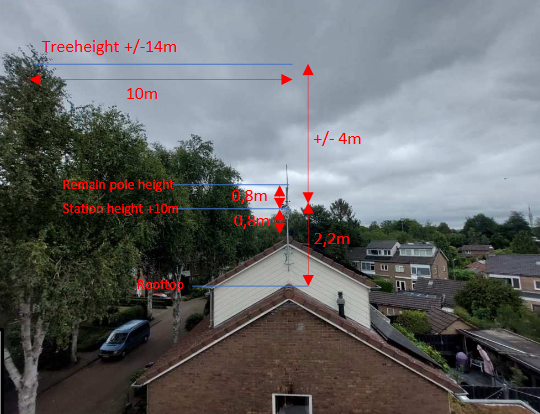 Treeheight +/-14m
10m
+/- 4m
Remain pole height
0,8m
Station height +10m
0,8m
2,2m
Rooftop